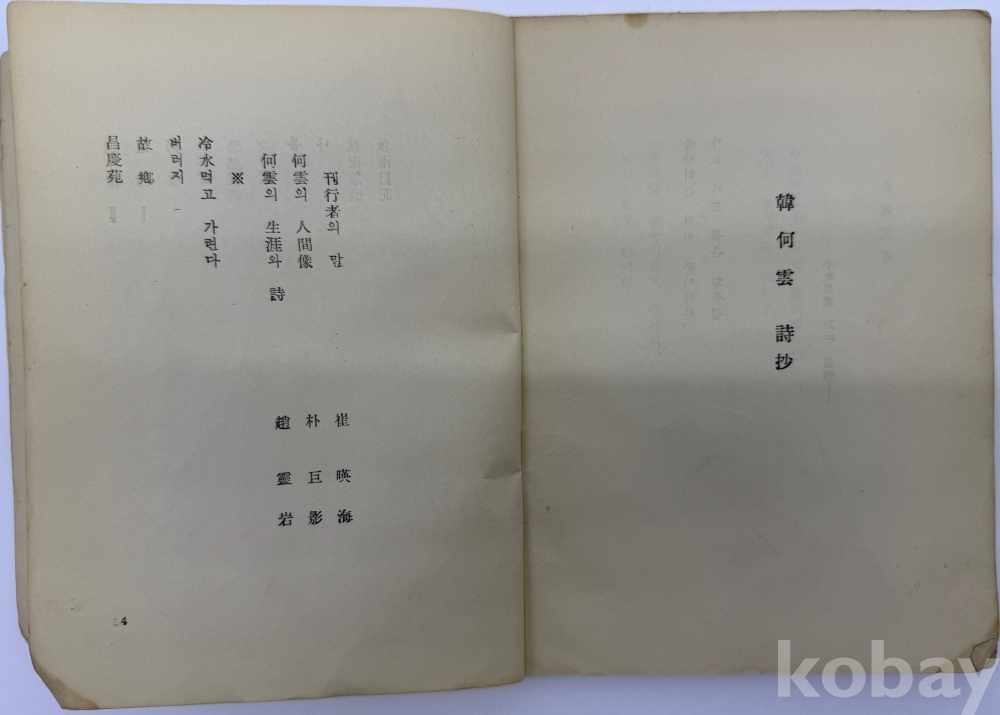 韓何雲 詩抄
刊行者의 말 崔暎海
何雲의 人間像 朴巨影
何雲의 生涯와 詩 趙靈岩
※
冷水먹고 가련다
버러지
故鄕
昌慶苑
4
kobay